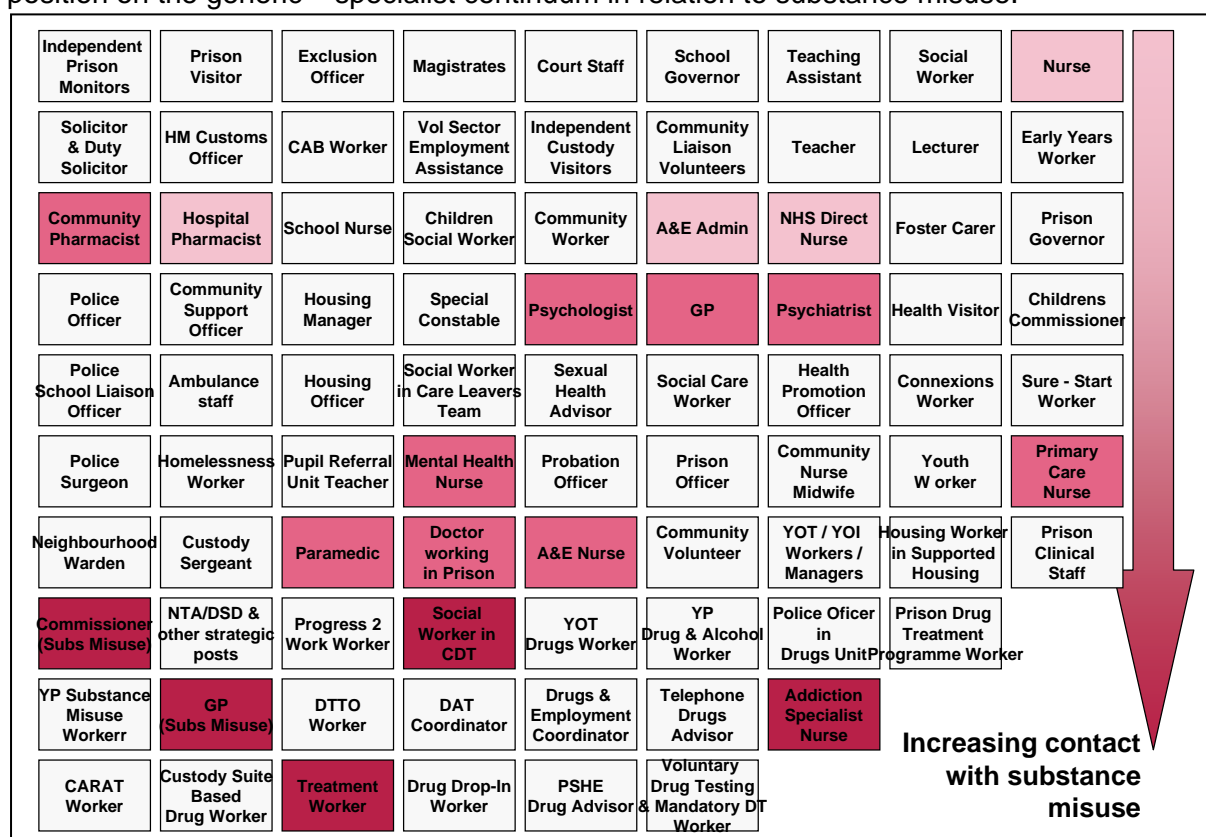 position on the generic – specialist continuum in relation to substance misuse.
Independent
Prison
Monitors
Prison
Visitor
Exclusion
Officer
Magistrates
Court Staff
School
Governor
Teaching
Assistant
Social
Worker
Nurse
Solicitor
& Duty
Solicitor
HM Customs
Officer
CAB Worker
Vol Sector
Employment
Assistance
Independent
Custody
Visitors
Community
Liaison
Volunteers
Teacher
Lecturer
Early Years
Worker
Community
Pharmacist
Hospital
Pharmacist
School Nurse
Children
Social Worker
Community
Worker
A&E Admin
NHS Direct
Nurse
Foster Carer
Prison
Governor
Police
Officer
Community
Support
Officer
Housing
Manager
Special
Constable
Psychologist
GP
Psychiatrist
Health Visitor
Childrens
Commissioner
Police
School Liaison
Officer
Ambulance
staff
Housing
Officer
Social Worker
in Care Leavers
Team
Sexual
Health
Advisor
Social Care
Worker
Health
Promotion
Officer
Connexions
Worker
Sure - Start
Worker
Police
Surgeon
Homelessness
Worker
Pupil Referral
Unit Teacher
Mental Health
Nurse
Probation
Officer
Prison
Officer
Community
Nurse
Midwife
Youth
W orker
Primary
Care
Nurse
Neighbourhood
Warden
Custody
Sergeant
Paramedic
Doctor
working
in Prison
A&E Nurse
Community
Volunteer
YOT / YOI
Workers /
Managers
Housing Worker
in Supported
Housing
Prison
Clinical
Staff
Commissioner
(Subs Misuse)
NTA/DSD &
other strategic
posts
Progress 2
Work Worker
Social
Worker in
CDT
YOT
Drugs Worker
YP
Drug & Alcohol
Worker
Police Oficer
in
Drugs Unit
Prison Drug
Treatment
Programme Worker
YP Substance
Misuse
Workerr
GP
(Subs Misuse)
DTTO
Worker
DAT
Coordinator
Drugs &
Employment
Coordinator
Telephone
Drugs
Advisor
Addiction
Specialist
Nurse
CARAT
Worker
Custody Suite
Based
Drug Worker
Treatment
Worker
Drug Drop-In
Worker
PSHE
Drug Advisor
Voluntary
Drug Testing
& Mandatory DT
Worker
Increasing contact
with substance
misuse